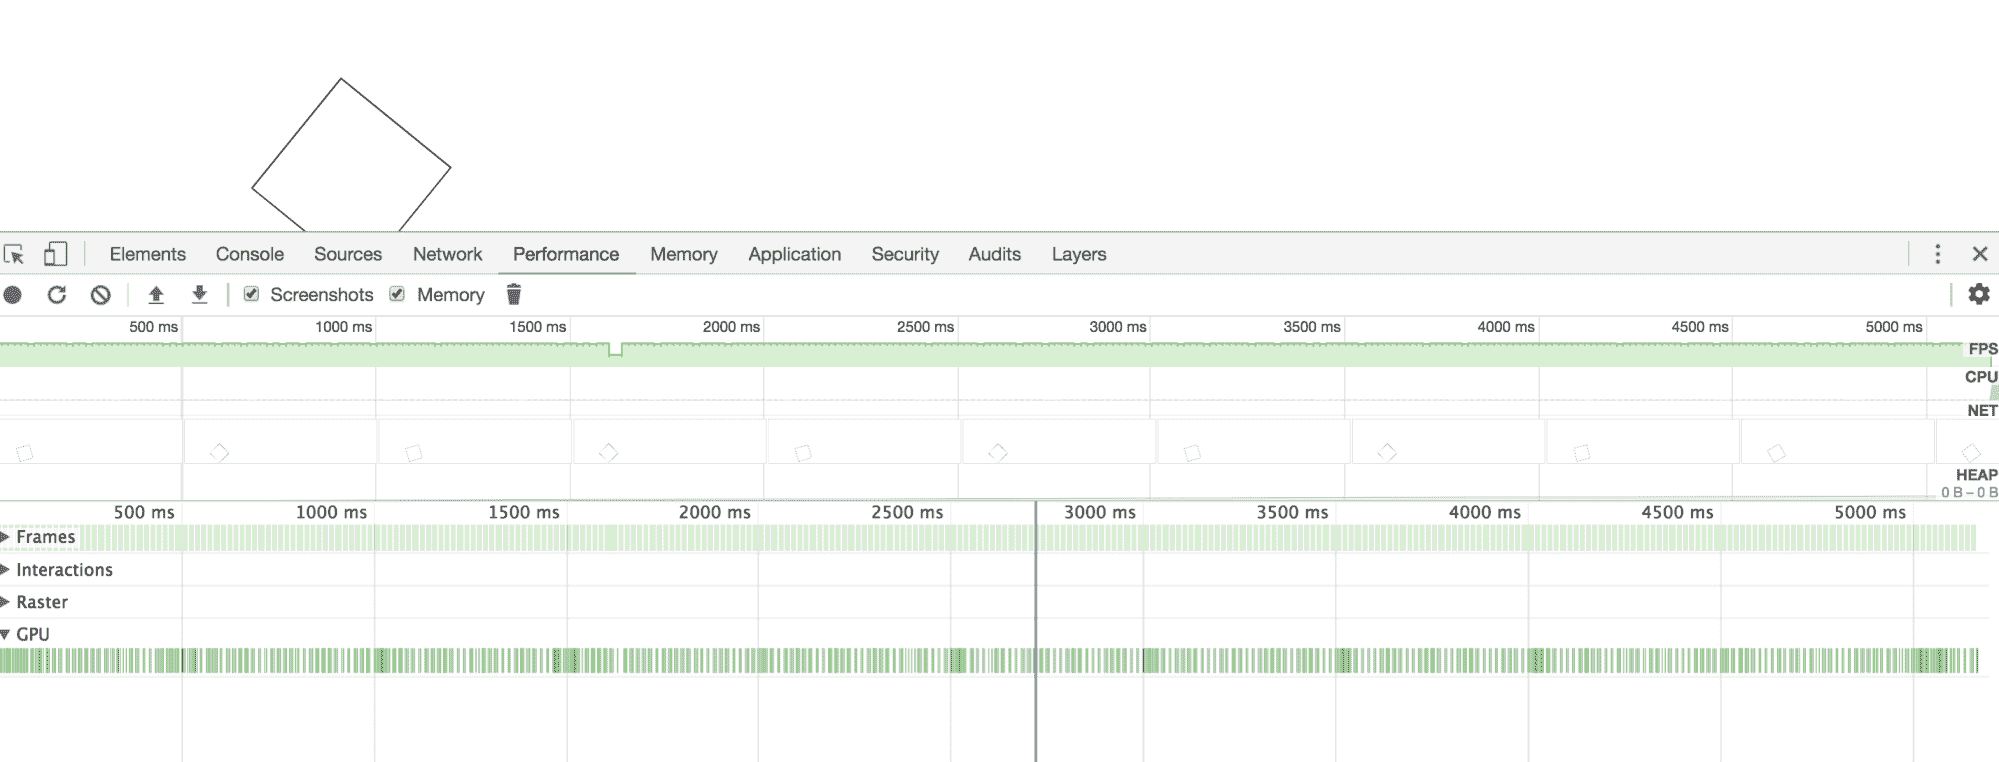 Elements Console Sources Network Performance Memory Application Security Audits Layers
Screenshots Memory
500 ms 1000 ms 1500 ms 2000 ms 2500 ms 3000 ms 3500 ms 4000 ms 4500 ms 5000 ms
FPS
CPU
NET
HEAP
0 B – 0 B
500 ms 1000 ms 1500 ms 2000 ms 2500 ms 3000 ms 3500 ms 4000 ms 4500 ms 5000 ms
Frames
Interactions
Raster
GPU